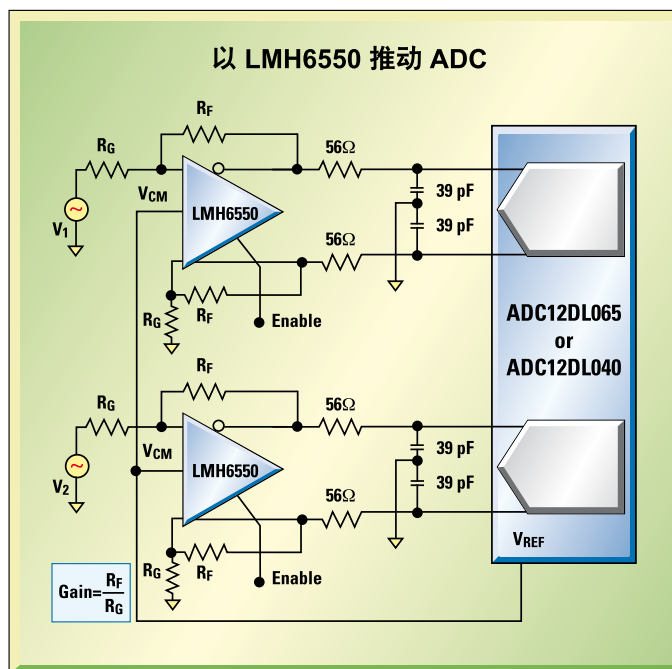 以 LMH6550 推动 ADC
RF
RG
56Ω
39 pF
VCM
LMH6550
39 pF
V1
56Ω
RG
RF
Enable
ADC12DL065
or
ADC12DL040
RF
RG
56Ω
39 pF
VCM
LMH6550
39 pF
V2
56Ω
VREF
RG
RF
Enable
Gain=RF/RG